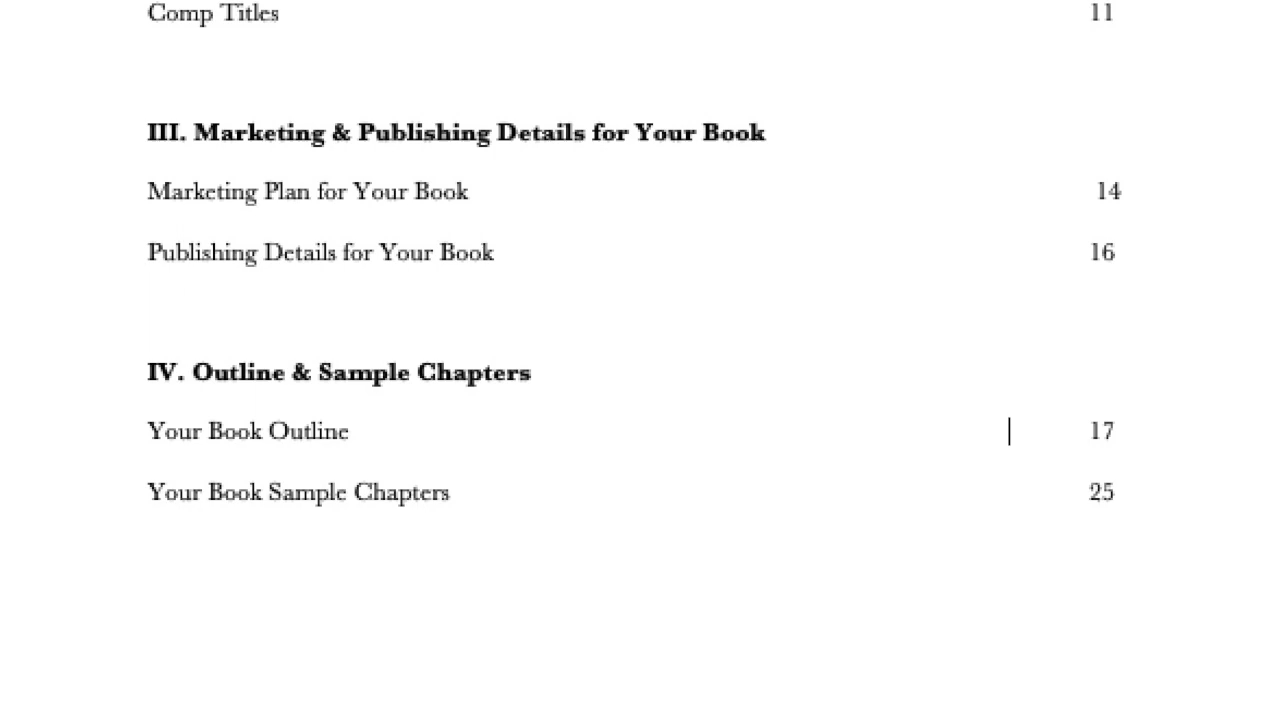 Comp Titles 11
III. Marketing & Publishing Details for Your Book
Marketing Plan for Your Book 14
Publishing Details for Your Book 16
IV. Outline & Sample Chapters
Your Book Outline 17
Your Book Sample Chapters 25